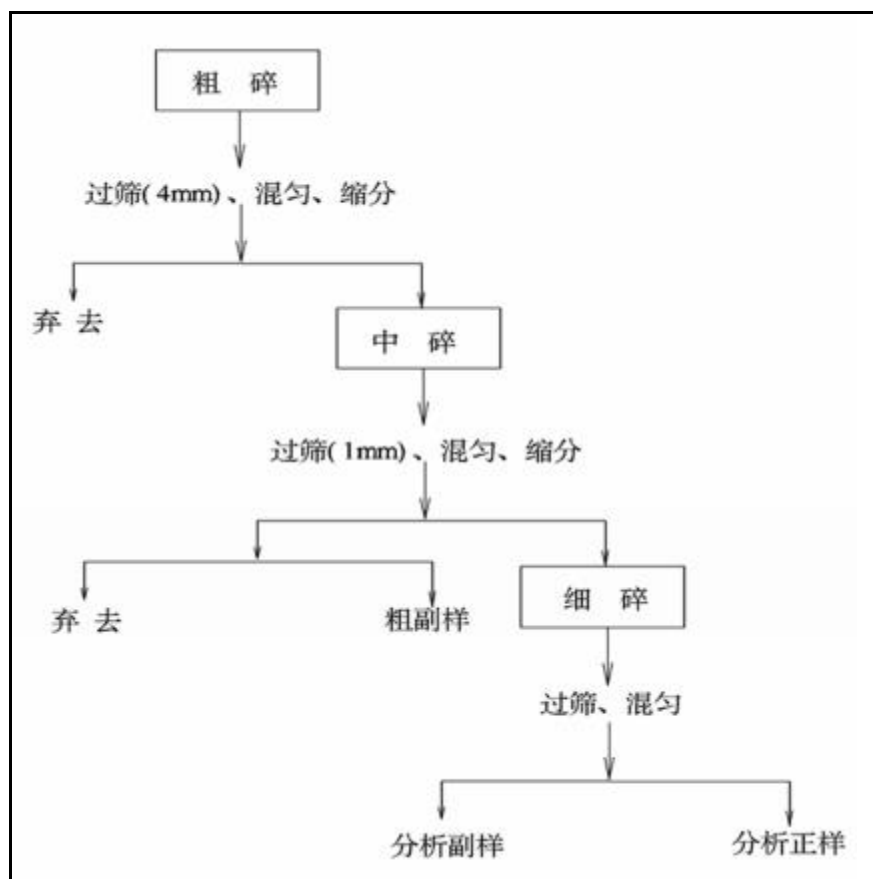 粗 碎
过筛(4mm)、混匀、缩分
弃 去
中 碎
过筛(1mm)、混匀、缩分
弃 去
粗副样
细 碎
过筛、混匀
分析副样
分析正样